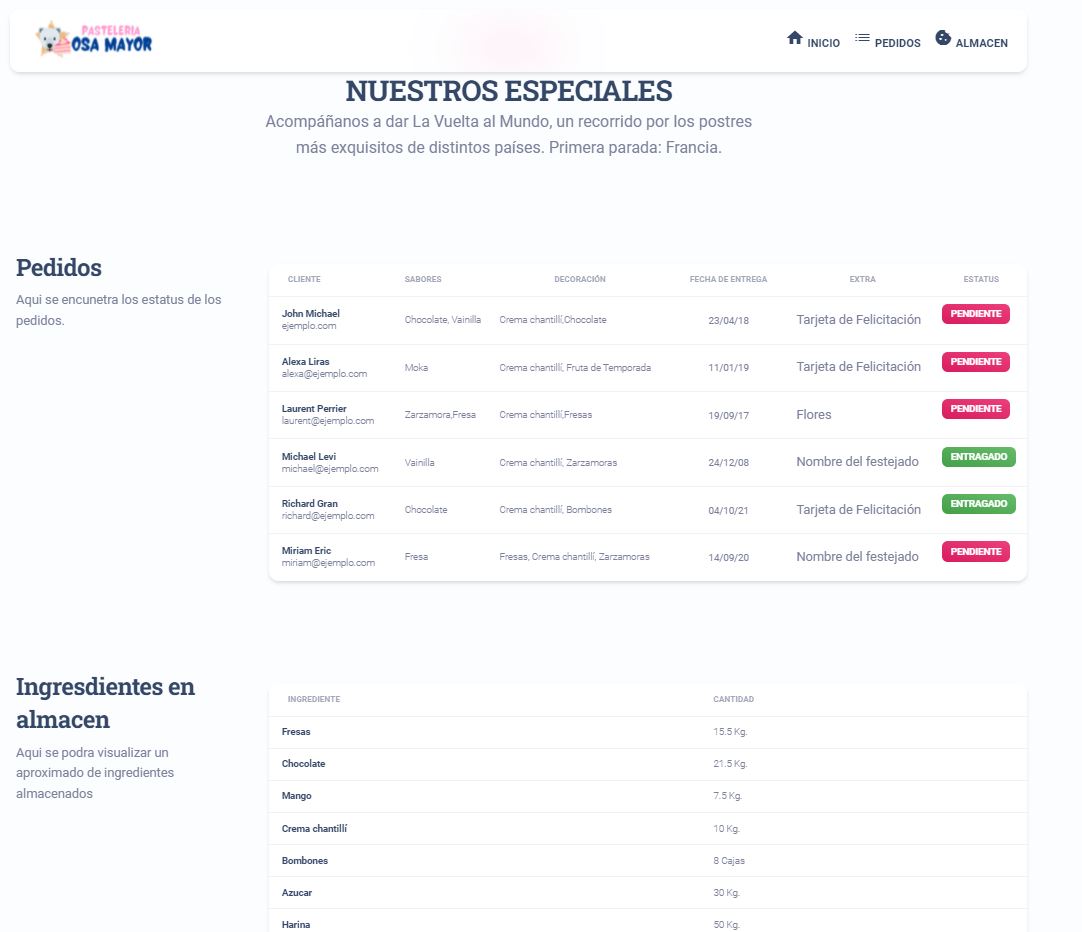 PASTELERIA
OSA MAYOR
INICIO PEDIDOS ALMACEN
NUESTROS ESPECIALES
Acompáñanos a dar La Vuelta al Mundo, un recorrido por los postres
más exquisitos de distintos países. Primera parada: Francia.
Pedidos
Aqui se encunetra los estatus de los
pedidos.
CLIENTE SABORES DECORACIÓN FECHA DE ENTREGA EXTRA ESTATUS
John Michael
ejemplo.com
Chocolate, Vainilla Crema chantillí,Chocolate 23/04/18 Tarjeta de Felicitación PENDIENTE
Alexa Liras
alexa@ejemplo.com
Moka Crema chantillí, Fruta de Temporada 11/01/19 Tarjeta de Felicitación PENDIENTE
Laurent Perrier
laurent@ejemplo.com
Zarzamora,Fresa Crema chantillí,Fresas 19/09/17 Flores PENDIENTE
Michael Levi
michael@ejemplo.com
Vainilla Crema chantillí, Zarzamoras 24/12/08 Nombre del festejado ENTRAGADO
Richard Gran
richard@ejemplo.com
Chocolate Crema chantillí, Bombones 04/10/21 Tarjeta de Felicitación ENTRAGADO
Miriam Eric
miriam@ejemplo.com
Fresa Fresas, Crema chantillí, Zarzamoras 14/09/20 Nombre del festejado PENDIENTE
Ingresdientes en
almacen
Aqui se podra visualizar un
aproximado de ingredientes
almacenados
INGREDIENTE CANTIDAD
Fresas 15.5 Kg.
Chocolate 21.5 Kg.
Mango 7.5 Kg.
Crema chantillí 10 Kg.
Bombones 8 Cajas
Azucar 30 Kg.
Harina 50 Kg.